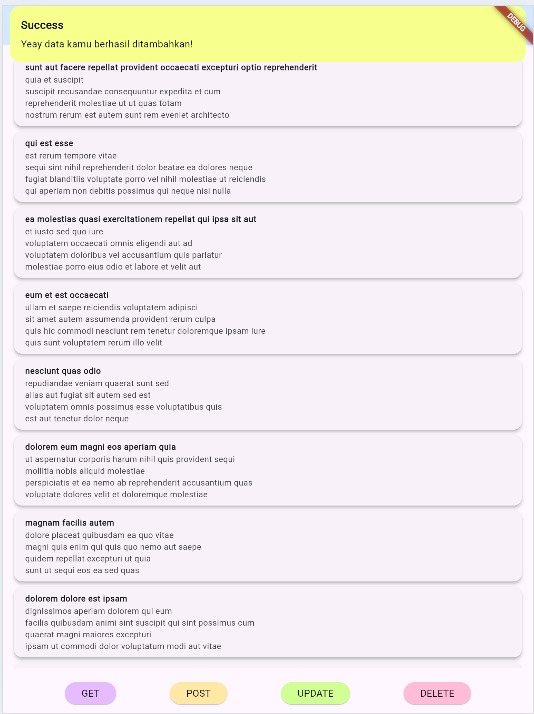 Success
DEBUG
Yeay data kamu berhasil ditambahkan!
sunt aut facere repellat provident occaecati excepturi optio reprehenderit
quia et suscipit
suscipit recusandae consequuntur expedita et cum
reprehenderit molestiae ut ut quas totam
nostrum rerum est autem sunt rem eveniet architecto
qui est esse
est rerum tempore vitae
sequi sint nihil reprehenderit dolor beatae ea dolores neque
fugiat blanditiis voluptate porro vel nihil molestiae ut reiciendis
qui aperiam non debitis possimus qui neque nisi nulla
ea molestias quasi exercitationem repellat qui ipsa sit aut
et iusto sed quo iure
voluptatem occaecati omnis eligendi aut ad
voluptatem doloribus vel accusantium quis pariatur
molestiae porro eius odio et labore et velit aut
eum et est occaecati
ullam et saepe reiciendis voluptatem adipisci
sit amet autem assumenda provident rerum culpa
quis hic commodi nesciunt rem tenetur doloremque ipsam iure
quis sunt voluptatem rerum illo velit
nesciunt quas odio
repudiandae veniam quaerat sunt sed
alias aut fugiat sit autem sed est
voluptatem omnis possimus esse voluptatibus quis
est aut tenetur dolor neque
dolorem eum magni eos aperiam quia
ut aspernatur corporis harum nihil quis provident sequi
mollitia nobis aliquid molestiae
perspiciatis et ea nemo ab reprehenderit accusantium quas
voluptate dolores velit et doloremque molestiae
magnam facilis autem
dolore placeat quibusdam ea quo vitae
magni quis enim qui quis quo nemo aut saepe
quidem repellat excepturi ut quia
sunt ut sequi eos ea sed quas
dolorem dolore est ipsam
dignissimos aperiam dolorem qui eum
facilis quibusdam animi sint suscipit qui sint possimus cum
quaerat magni maiores excepturi
ipsam ut commodi dolor voluptatum modi aut vitae
GET POST UPDATE DELETE